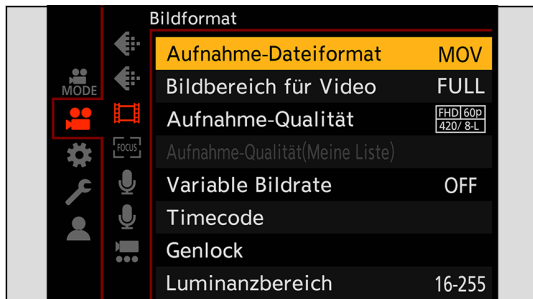 Bildformat
Aufnahme-Dateiformat MOV
MODE
Bildbereich für Video FULL
Aufnahme-Qualität FHD 60p
420/ 8-L
FOCUS
Aufnahme-Qualität(Meine Liste)
Variable Bildrate OFF
Timecode
Genlock
Luminanzbereich 16-255